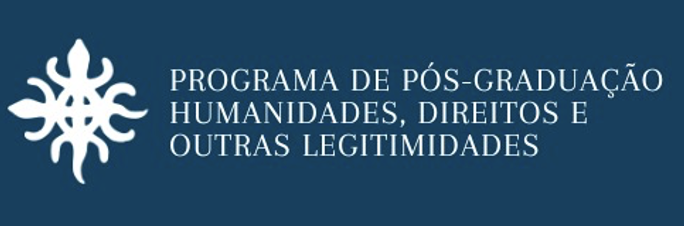 PROGRAMA DE PÓS-GRADUAÇÃO
HUMANIDADES, DIREITOS E
OUTRAS LEGITIMIDADES